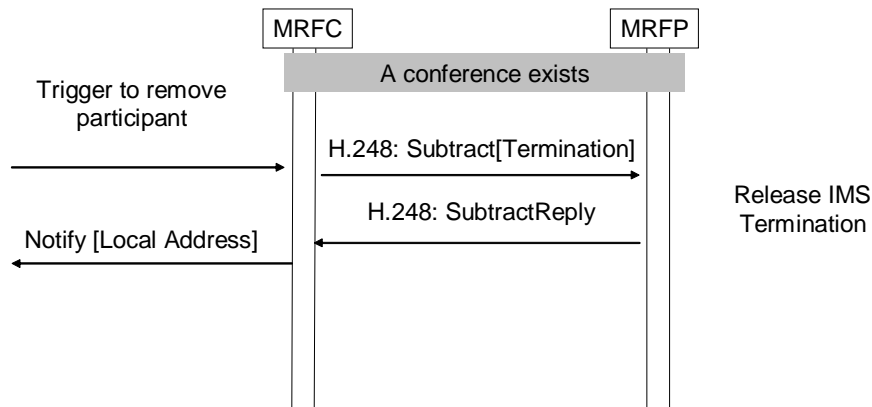 MRFC
MRFP
A conference exists
Trigger to remove
participant
H.248: Subtract[Termination]
H.248: SubtractReply
Release IMS
Termination
Notify [Local Address]